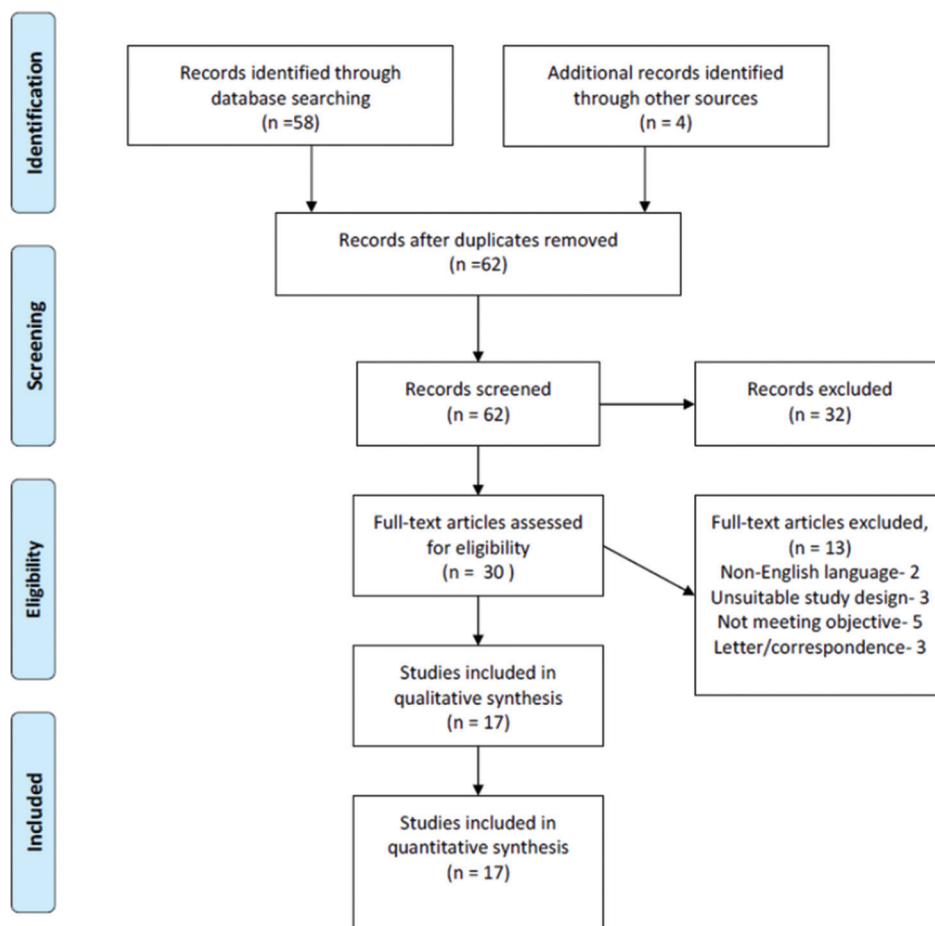 Identification
Records identified through
database searching
(n =58)
Additional records identified
through other sources
(n = 4)
Records after duplicates removed
(n =62)
Screening
Records screened
(n = 62)
Records excluded
(n = 32)
Eligibility
Full-text articles assessed
for eligibility
(n = 30 )
Full-text articles excluded,
(n = 13)
Non-English language- 2
Unsuitable study design- 3
Not meeting objective- 5
Letter/correspondence- 3
Studies included in
qualitative synthesis
(n = 17)
Included
Studies included in
quantitative synthesis
(n = 17)